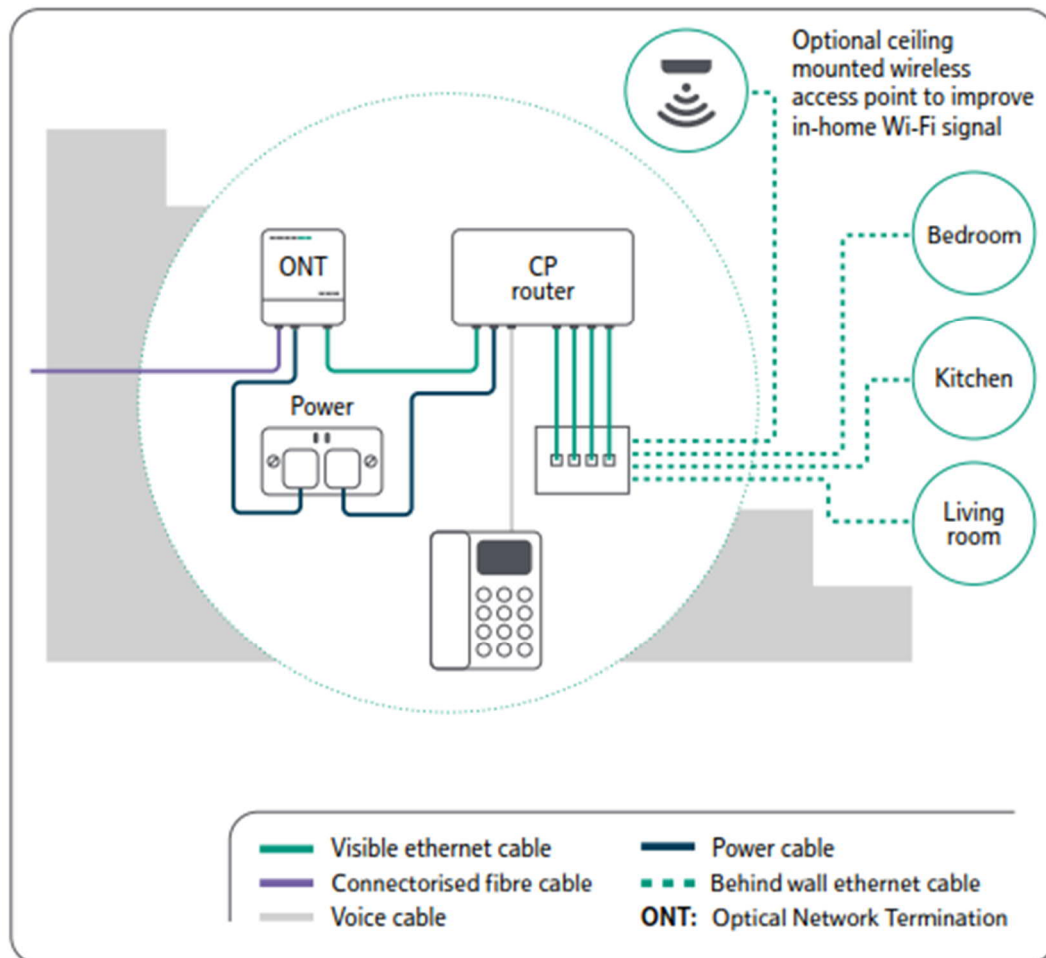 Optional ceiling
mounted wireless
access point to improve
in-home Wi-Fi signal
Bedroom
ONT
CP
router
Kitchen
Power
Living
room
Visible ethernet cable
Power cable
Connectorised fibre cable
Behind wall ethernet cable
Voice cable
ONT: Optical Network Termination